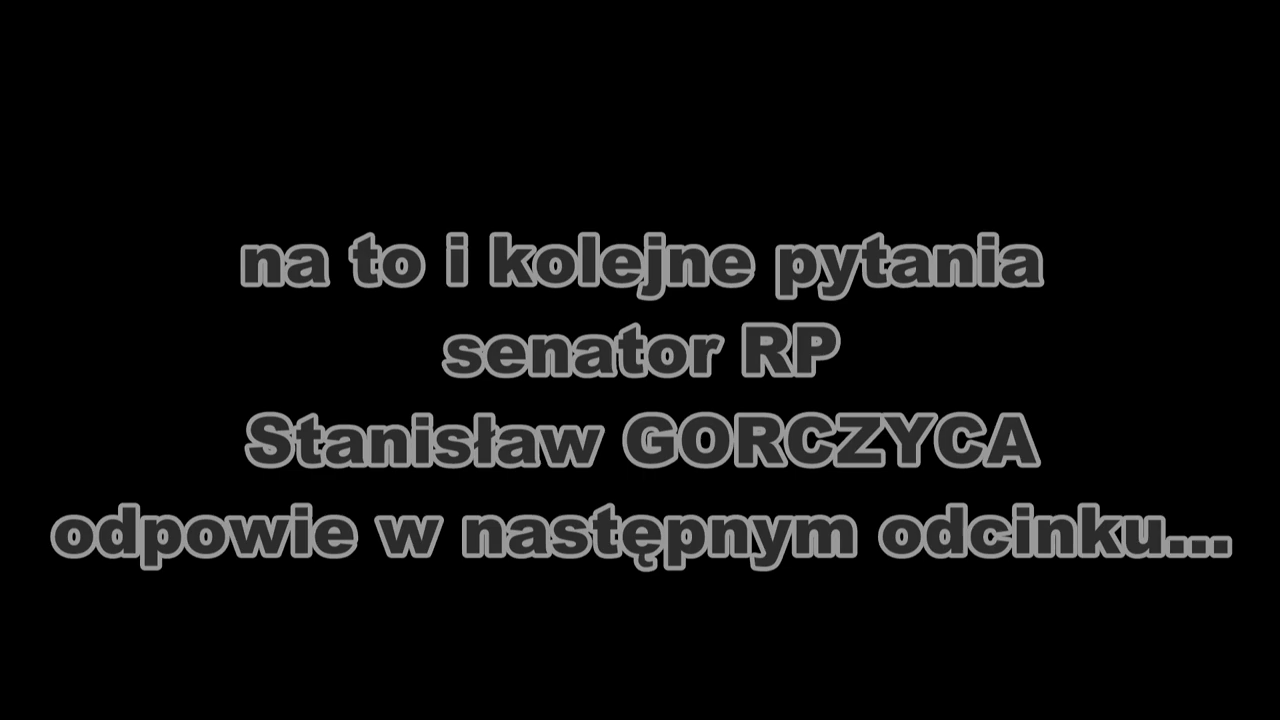 na to i kolejne pytania
senator RP
Stanisław GORCZYCA
odpowie w następnym odcinku...